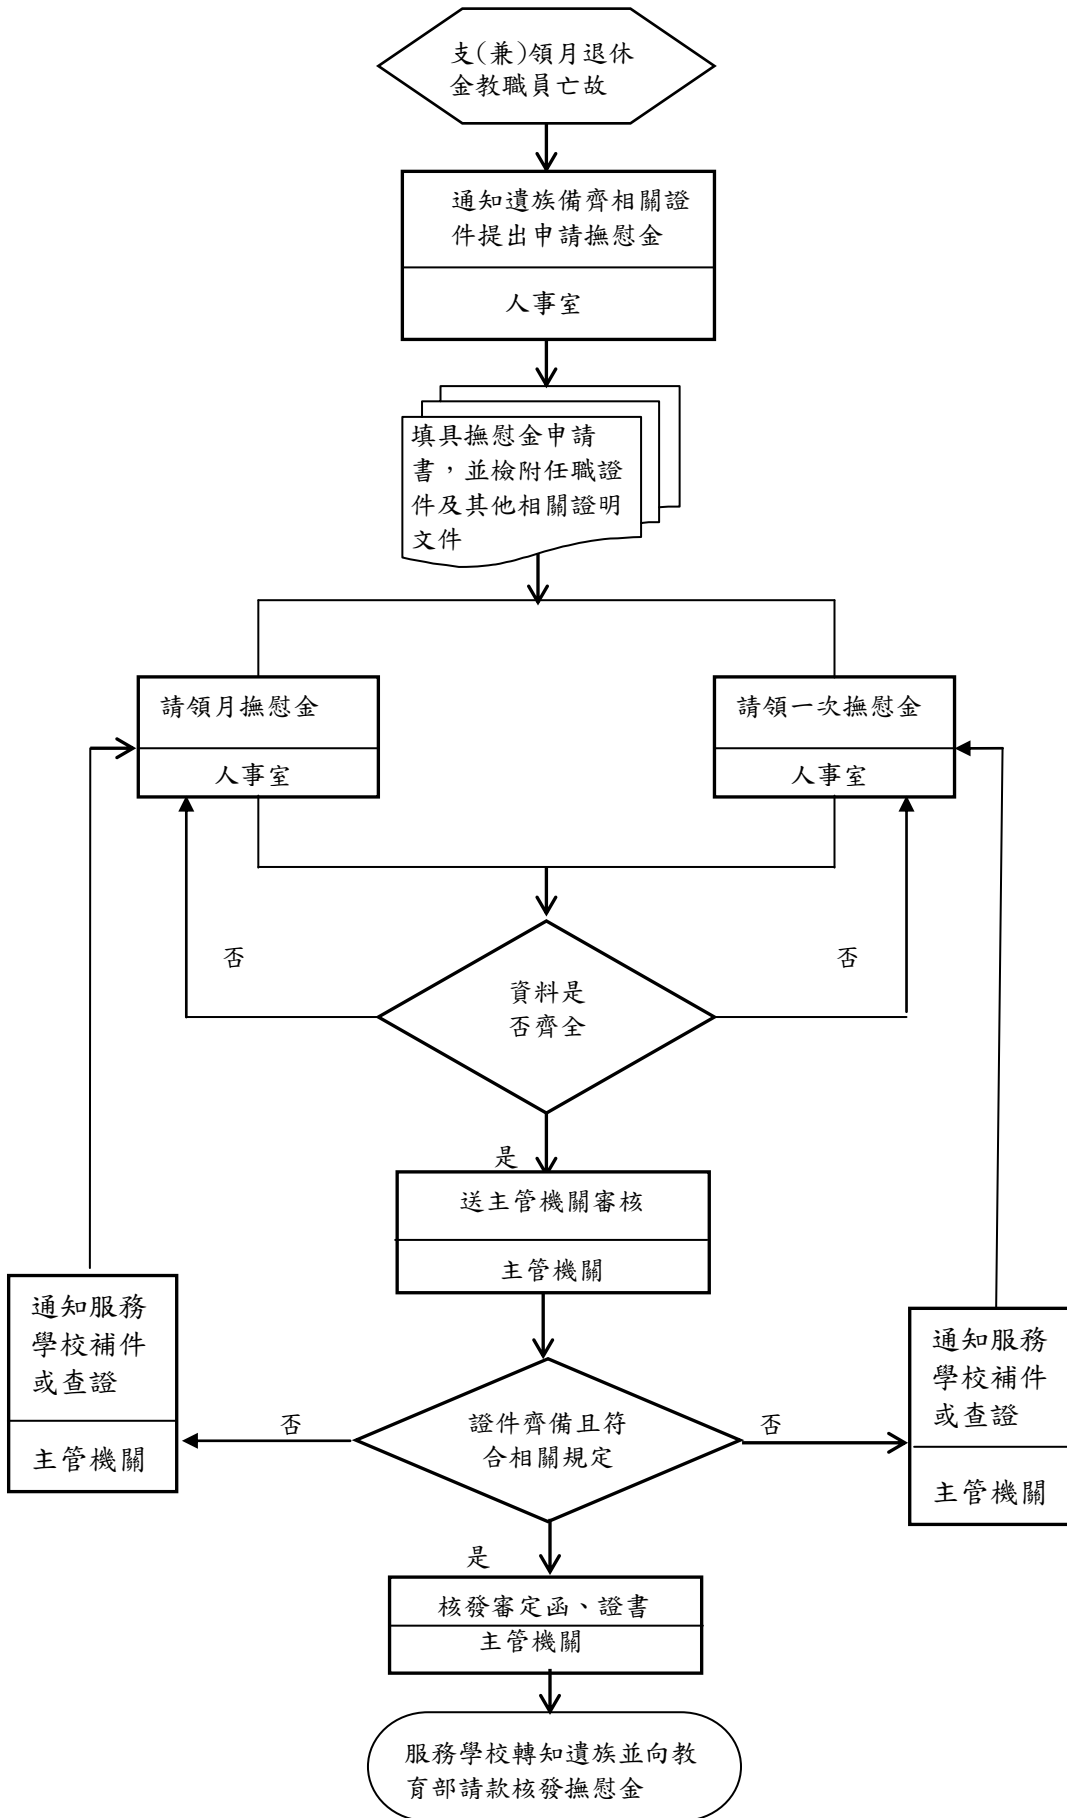 支(兼)領月退休
金教職員亡故
通知遺族備齊相關證
件提出申請撫慰金
人事室
填具撫慰金申請
書，並檢附任職證
件及其他相關證明
文件
請領月撫慰金
人事室
請領一次撫慰金
人事室
否
否
資料是
否齊全
是
送主管機關審核
主管機關
通知服務
學校補件
或查證
主管機關
通知服務
學校補件
或查證
主管機關
否
證件齊備且符
合相關規定
否
是
核發審定函、證書
主管機關
服務學校轉知遺族並向教
育部請款核發撫慰金